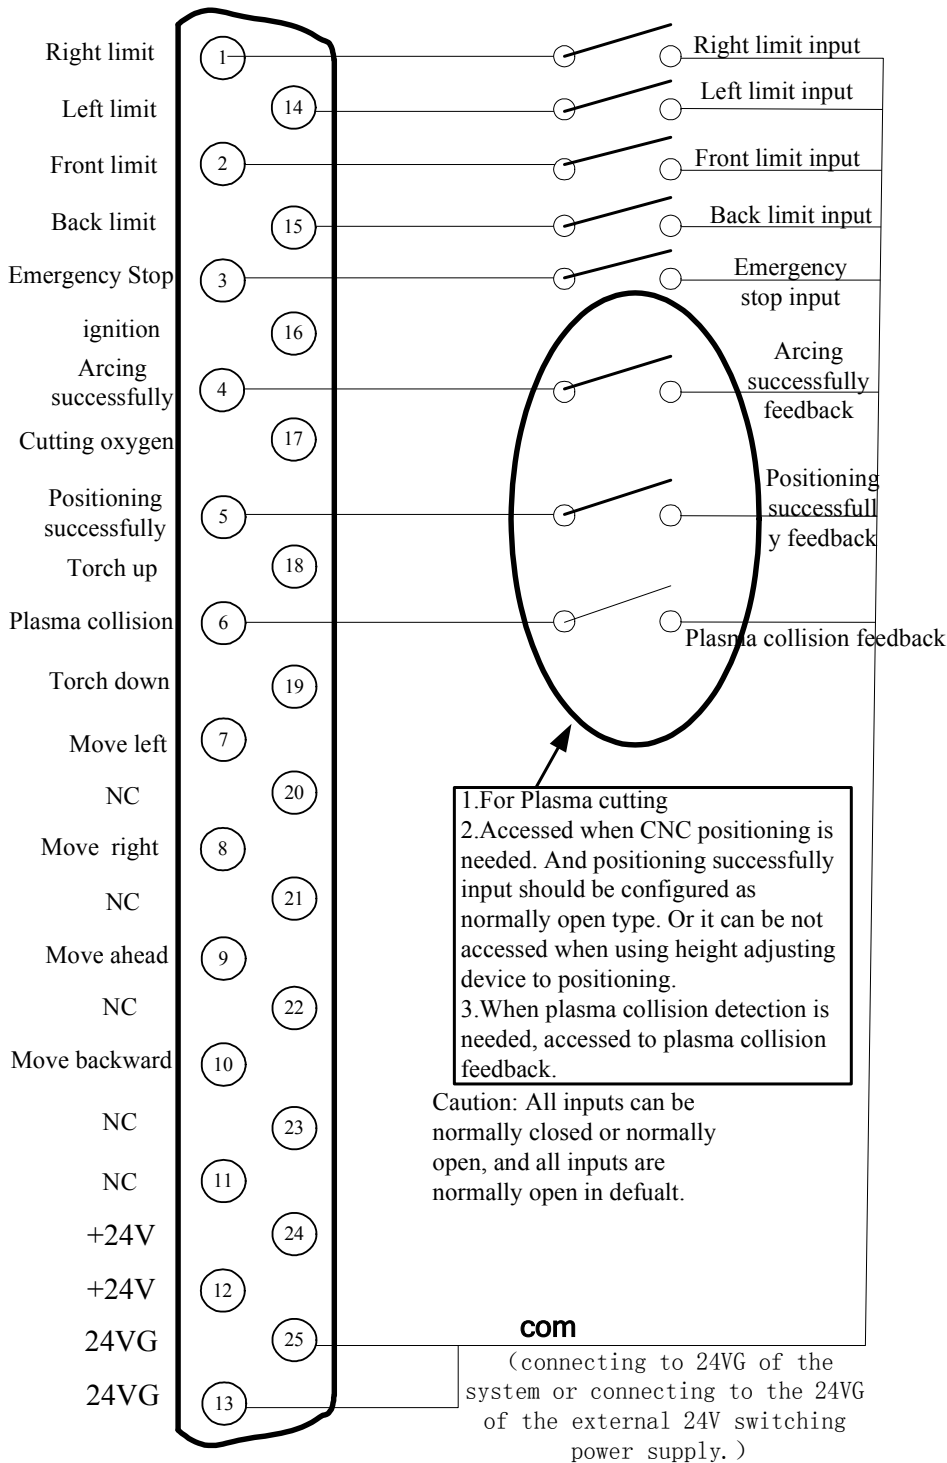 Right limit
1
Right limit input
Left limit
14
Left limit input
Front limit
2
Front limit input
Back limit
15
Back limit input
Emergency Stop
3
Emergency
stop input
ignition
16
Arcing
successfully
4
Arcing
successfully
feedback
Cutting oxygen
17
Positioning
successfully
5
Positioning
successfull
y feedback
Torch up
18
Plasma collision
6
Plasma collision feedback
Torch down
19
Move left
7
NC
20
Move right
8
NC
21
Move ahead
9
NC
22
Move backward
10
NC
23
NC
11
+24V
24
+24V
12
24VG
25
24VG
13
1.For Plasma cutting
2.Accessed when CNC positioning is
needed. And positioning successfully
input should be configured as
normally open type. Or it can be not
accessed when using height adjusting
device to positioning.
3.When plasma collision detection is
needed, accessed to plasma collision
feedback.
Caution: All inputs can be
normally closed or normally
open, and all inputs are
normally open in defualt.
com
(connecting to 24VG of the
system or connecting to the 24VG
of the external 24V switching
power supply.)